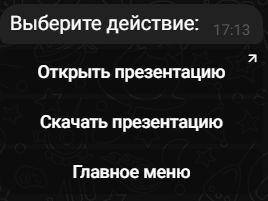 Выберите действие:
17:13
Открыть презентацию
Скачать презентацию
Главное меню